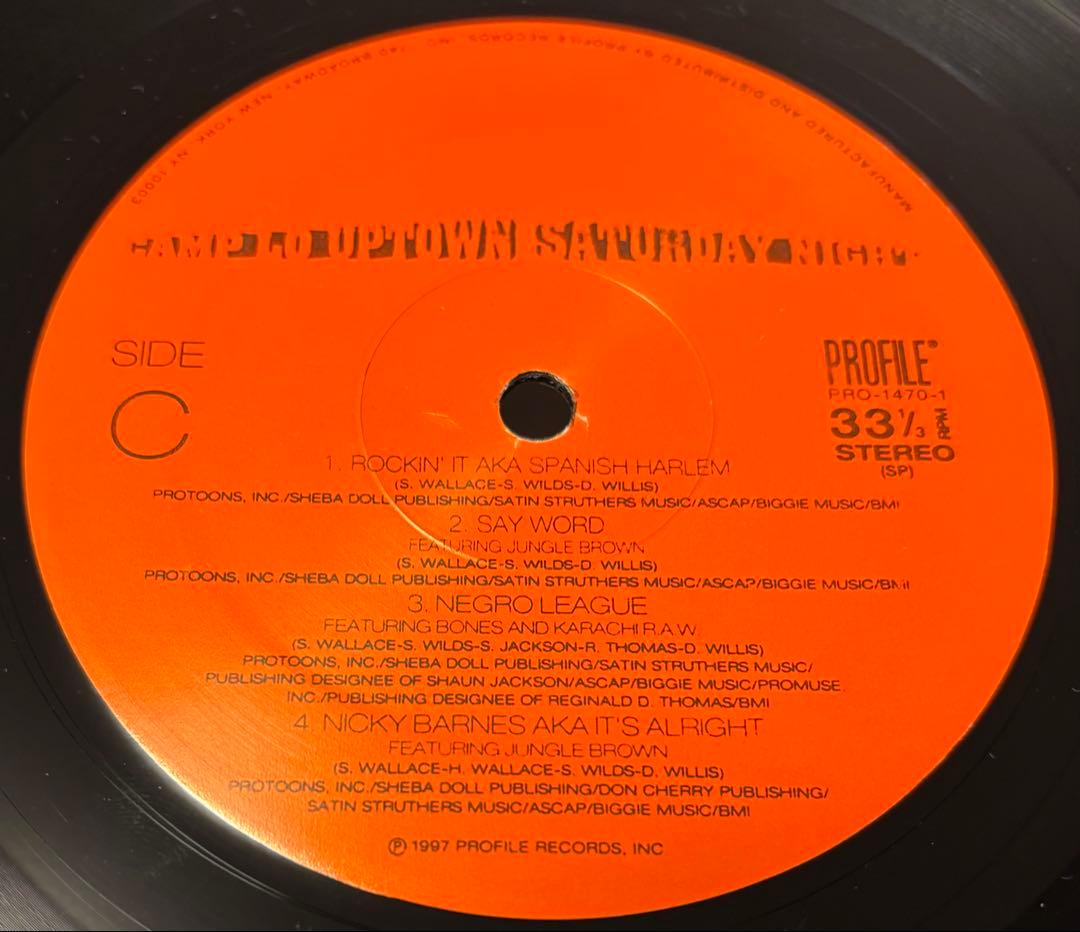 MANUFACTURED AND DISTRIBUTED BY PROFILE RECORDS, INC. 740 BROADWAY, NEW YORK, NY 10003
CAMP LO UPTOWN SATURDAY NIGHT
SIDE
C
PROFILE®
PRO-1470-1
33 1/3 RPM
STEREO
(SP)
1. ROCKIN' IT AKA SPANISH HARLEM
(S. WALLACE-S. WILDS-D. WILLIS)
PROTOONS, INC./SHEBA DOLL PUBLISHING/SATIN STRUTHERS MUSIC/ASCAP/BIGGIE MUSIC/BMI
2. SAY WORD
FEATURING JUNGLE BROWN
(S. WALLACE-S. WILDS-D. WILLIS)
PROTOONS, INC./SHEBA DOLL PUBLISHING/SATIN STRUTHERS MUSIC/ASCAP/BIGGIE MUSIC/BMI
3. NEGRO LEAGUE
FEATURING BONES AND KARACHI R.A.W.
(S. WALLACE-S. WILDS-S. JACKSON-R. THOMAS-D. WILLIS)
PROTOONS, INC./SHEBA DOLL PUBLISHING/SATIN STRUTHERS MUSIC/
PUBLISHING DESIGNEE OF SHAUN JACKSON/ASCAP/BIGGIE MUSIC/PROMUSE.
INC./PUBLISHING DESIGNEE OF REGINALD D. THOMAS/BMI
4. NICKY BARNES AKA IT'S ALRIGHT
FEATURING JUNGLE BROWN
(S. WALLACE-H. WALLACE-S. WILDS-D. WILLIS)
PROTOONS, INC./SHEBA DOLL PUBLISHING/DON CHERRY PUBLISHING/
SATIN STRUTHERS MUSIC/ASCAP/BIGGIE MUSIC/BMI
℗ 1997 PROFILE RECORDS, INC